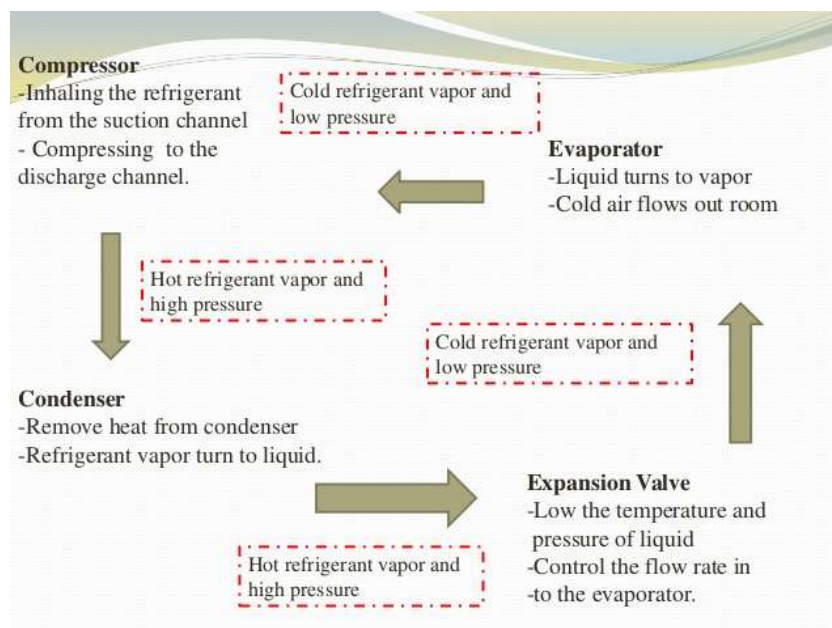 Compressor
-Inhaling the refrigerant
from the suction channel
- Compressing to the
discharge channel.
Cold refrigerant vapor and
low pressure
Evaporator
-Liquid turns to vapor
-Cold air flows out room
Hot refrigerant vapor and
high pressure
Cold refrigerant vapor and
low pressure
Condenser
-Remove heat from condenser
-Refrigerant vapor turn to liquid.
Hot refrigerant vapor and
high pressure
Expansion Valve
-Low the temperature and
pressure of liquid
-Control the flow rate in
-to the evaporator.